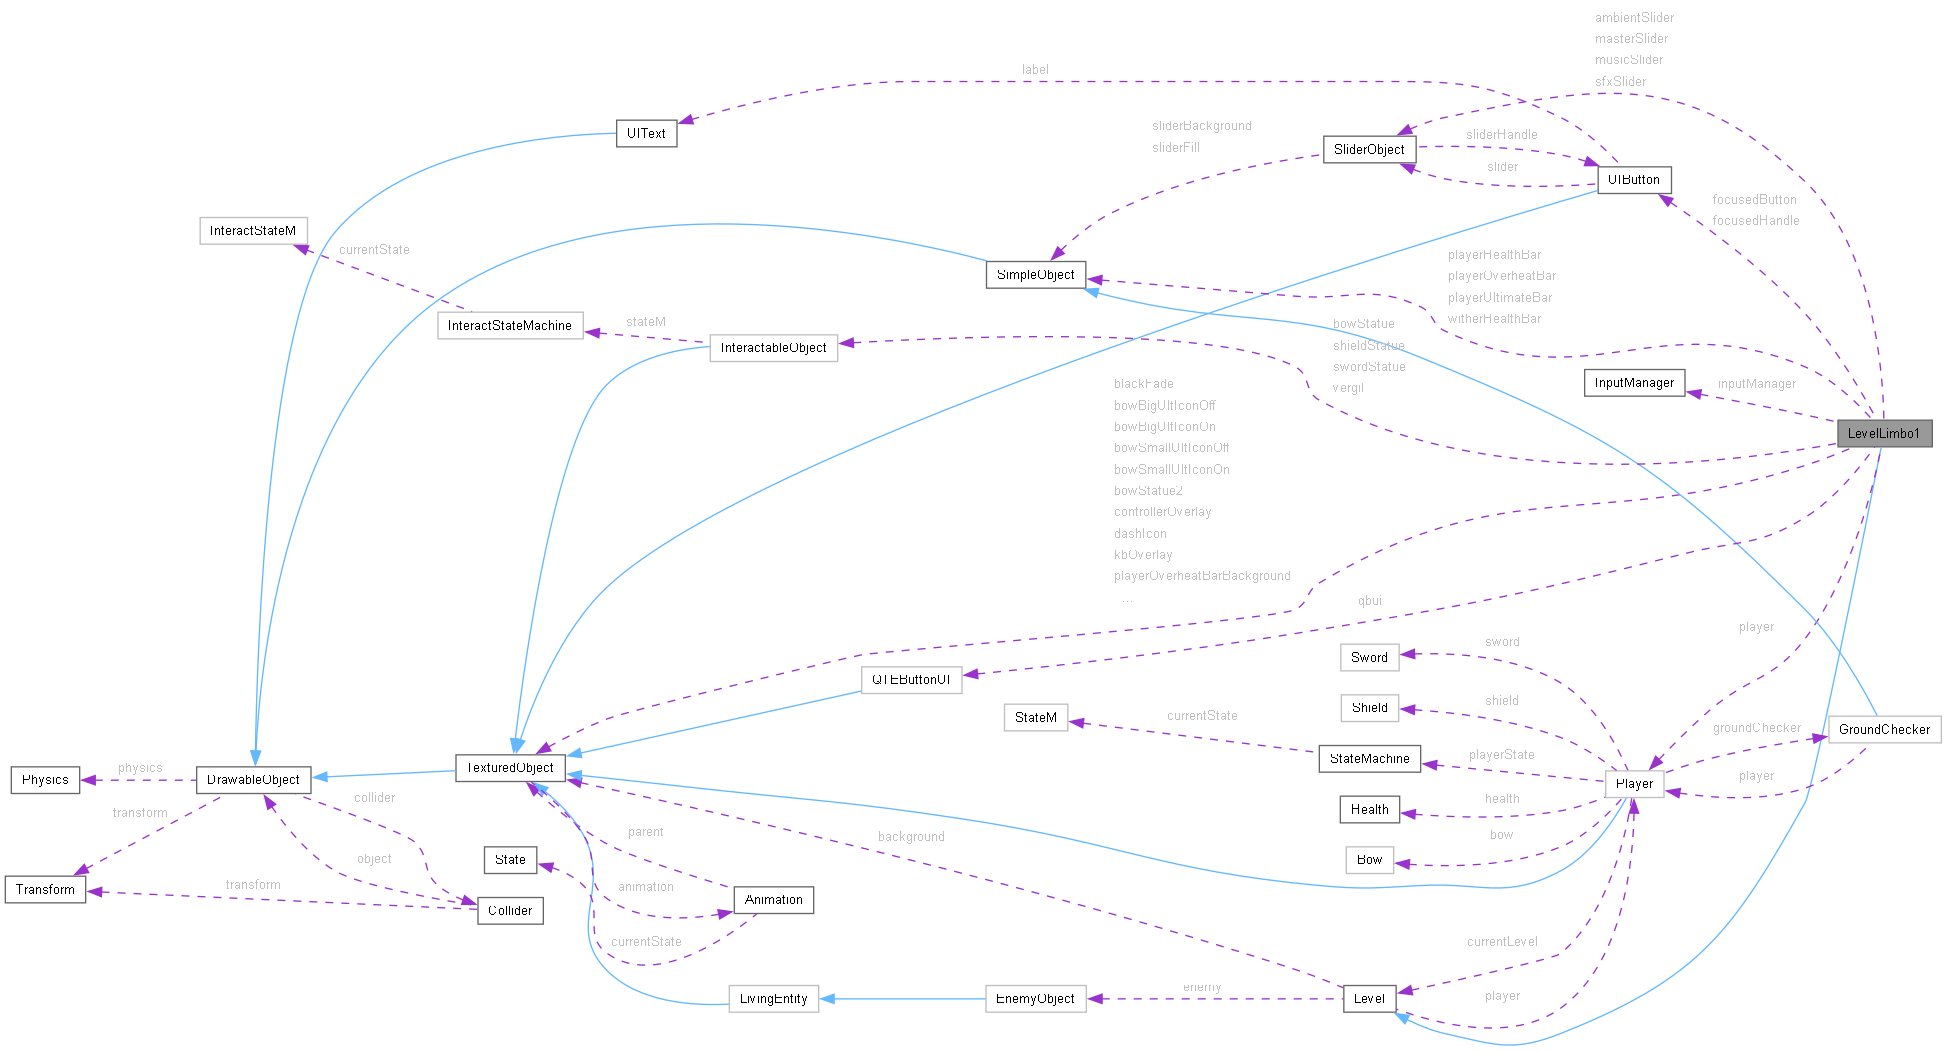 ambientSlider
masterSlider
musicSlider
sfxSlider
label
UIText
sliderBackground
sliderFill
SliderObject
sliderHandle
slider
UIButton
focusedButton
focusedHandle
InteractStateM
currentState
SimpleObject
playerHealthBar
playerOverheatBar
playerUltimateBar
witherHealthBar
InteractStateMachine
stateM
InteractableObject
bowStatue
shieldStatue
swordStatue
vergil
InputManager
inputManager
LevelLimbo1
blackFade
bowBigUltIconOff
bowBigUltIconOn
bowSmallUltIconOff
bowSmallUltIconOn
bowStatue2
controllerOverlay
dashIcon
kbOverlay
playerOverheatBarBackground
...
qbui
player
Sword
sword
QTEButtonUI
Shield
shield
StateM
currentState
groundChecker
GroundChecker
StateMachine
playerState
player
Physics
physics
DrawableObject
TexturedObject
Player
collider
transform
Health
health
parent
background
bow
Bow
object
State
Transform
transform
animation
Animation
Collider
currentState
currentLevel
LivingEntity
EnemyObject
enemy
Level
player